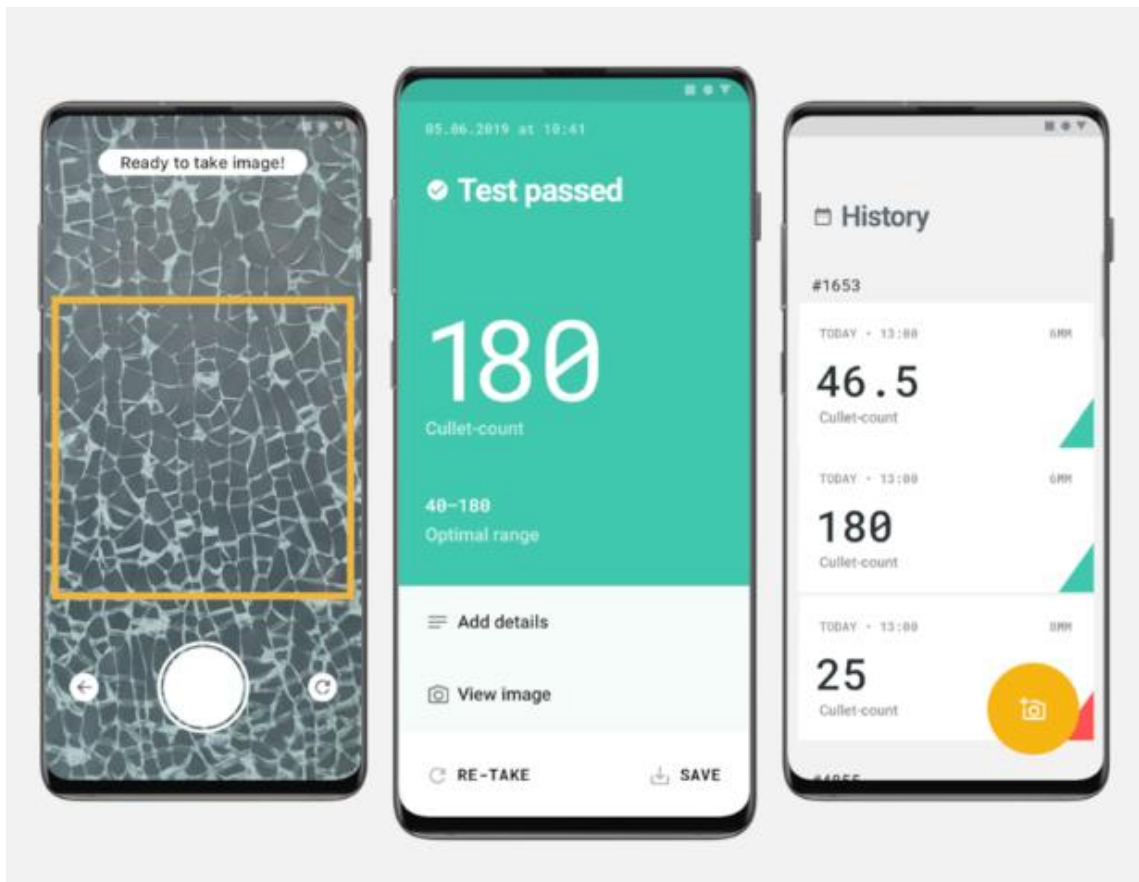 Ready to take image!
05.06.2019 at 10:41
Test passed
180
Cullet-count
40–180
Optimal range
Add details
View image
RE-TAKE
SAVE
History
#1653
TODAY · 13:00 6MM
46.5
Cullet-count
TODAY · 13:00 6MM
180
Cullet-count
TODAY · 13:00 8MM
25
Cullet-count